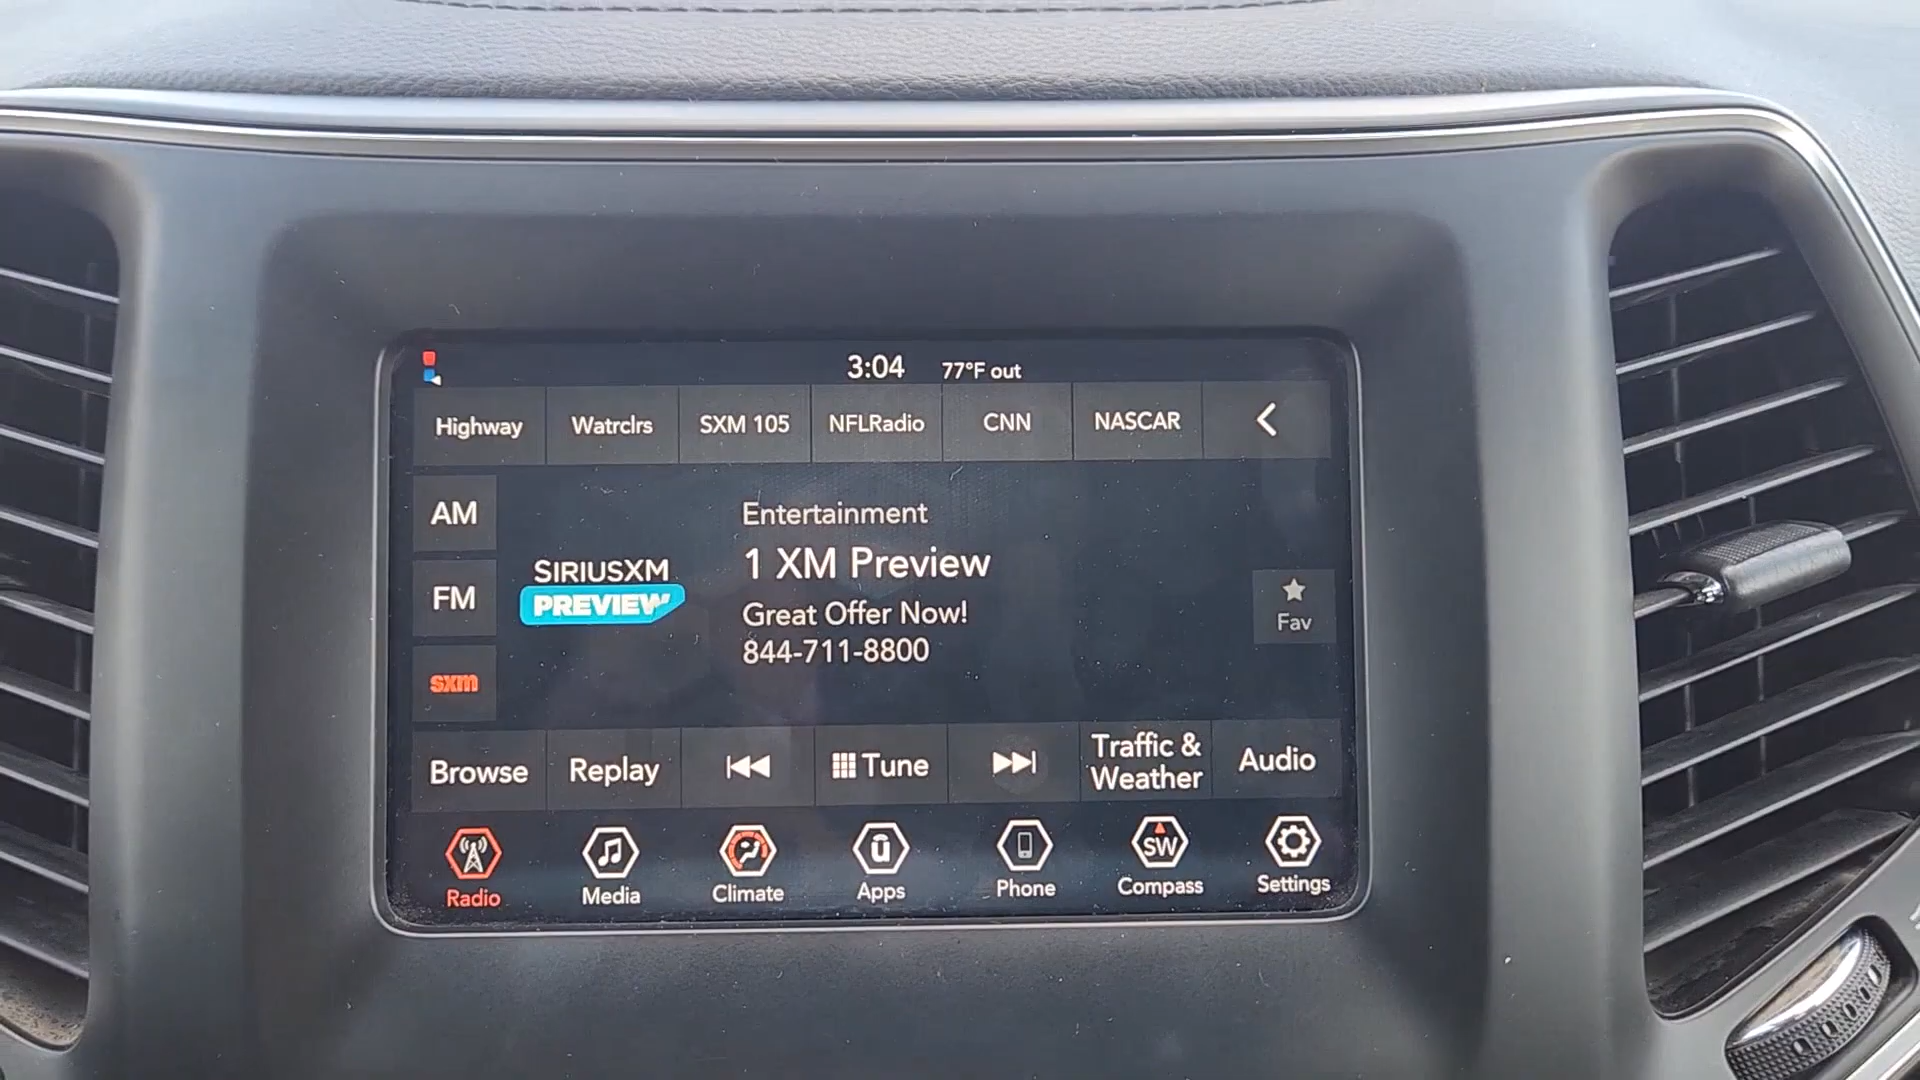 3:04 77°F out
Highway Watrclrs SXM 105 NFLRadio CNN NASCAR
AM
FM
sxm
SIRIUSXM
PREVIEW
Entertainment
1 XM Preview
Great Offer Now!
844-711-8800
Fav
Browse Replay Tune Traffic & Weather Audio
SW
Radio Media Climate Apps Phone Compass Settings